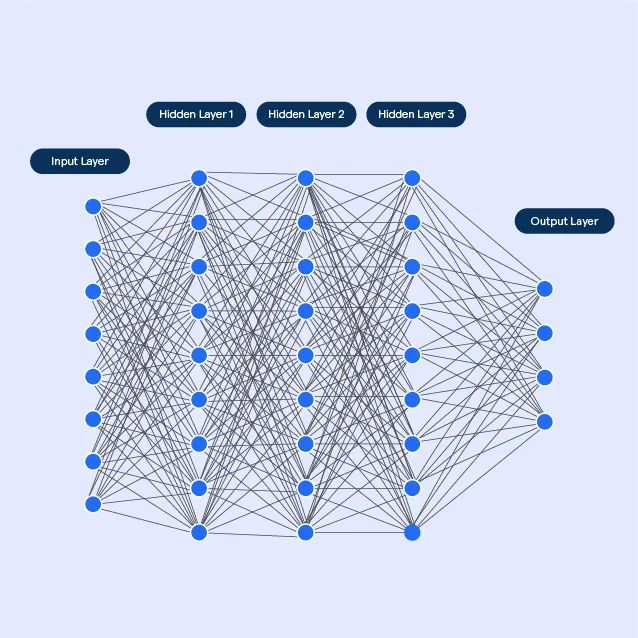 Hidden Layer 1
Hidden Layer 2
Hidden Layer 3
Input Layer
Output Layer